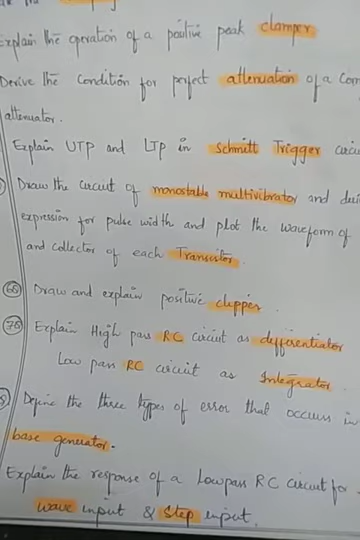 Explain the operation of a positive peak clamper
Derive the Condition for perfect attenuation of a Com
attenuator.
Explain UTP and LTP in Schmitt Trigger circui
Draw the circuit of monostable multivibrator and deri
expression for pulse width and plot the waveform of
and collector of each Transistor.
66 Draw and explain positive clipper.
Explain High pass RC circuit as differentiator
Low pass RC circuit as Integrator.
Define the three types of error that occurs in
base generator.
Explain the response of a Lowpass RC circuit for
wave input & Step input.